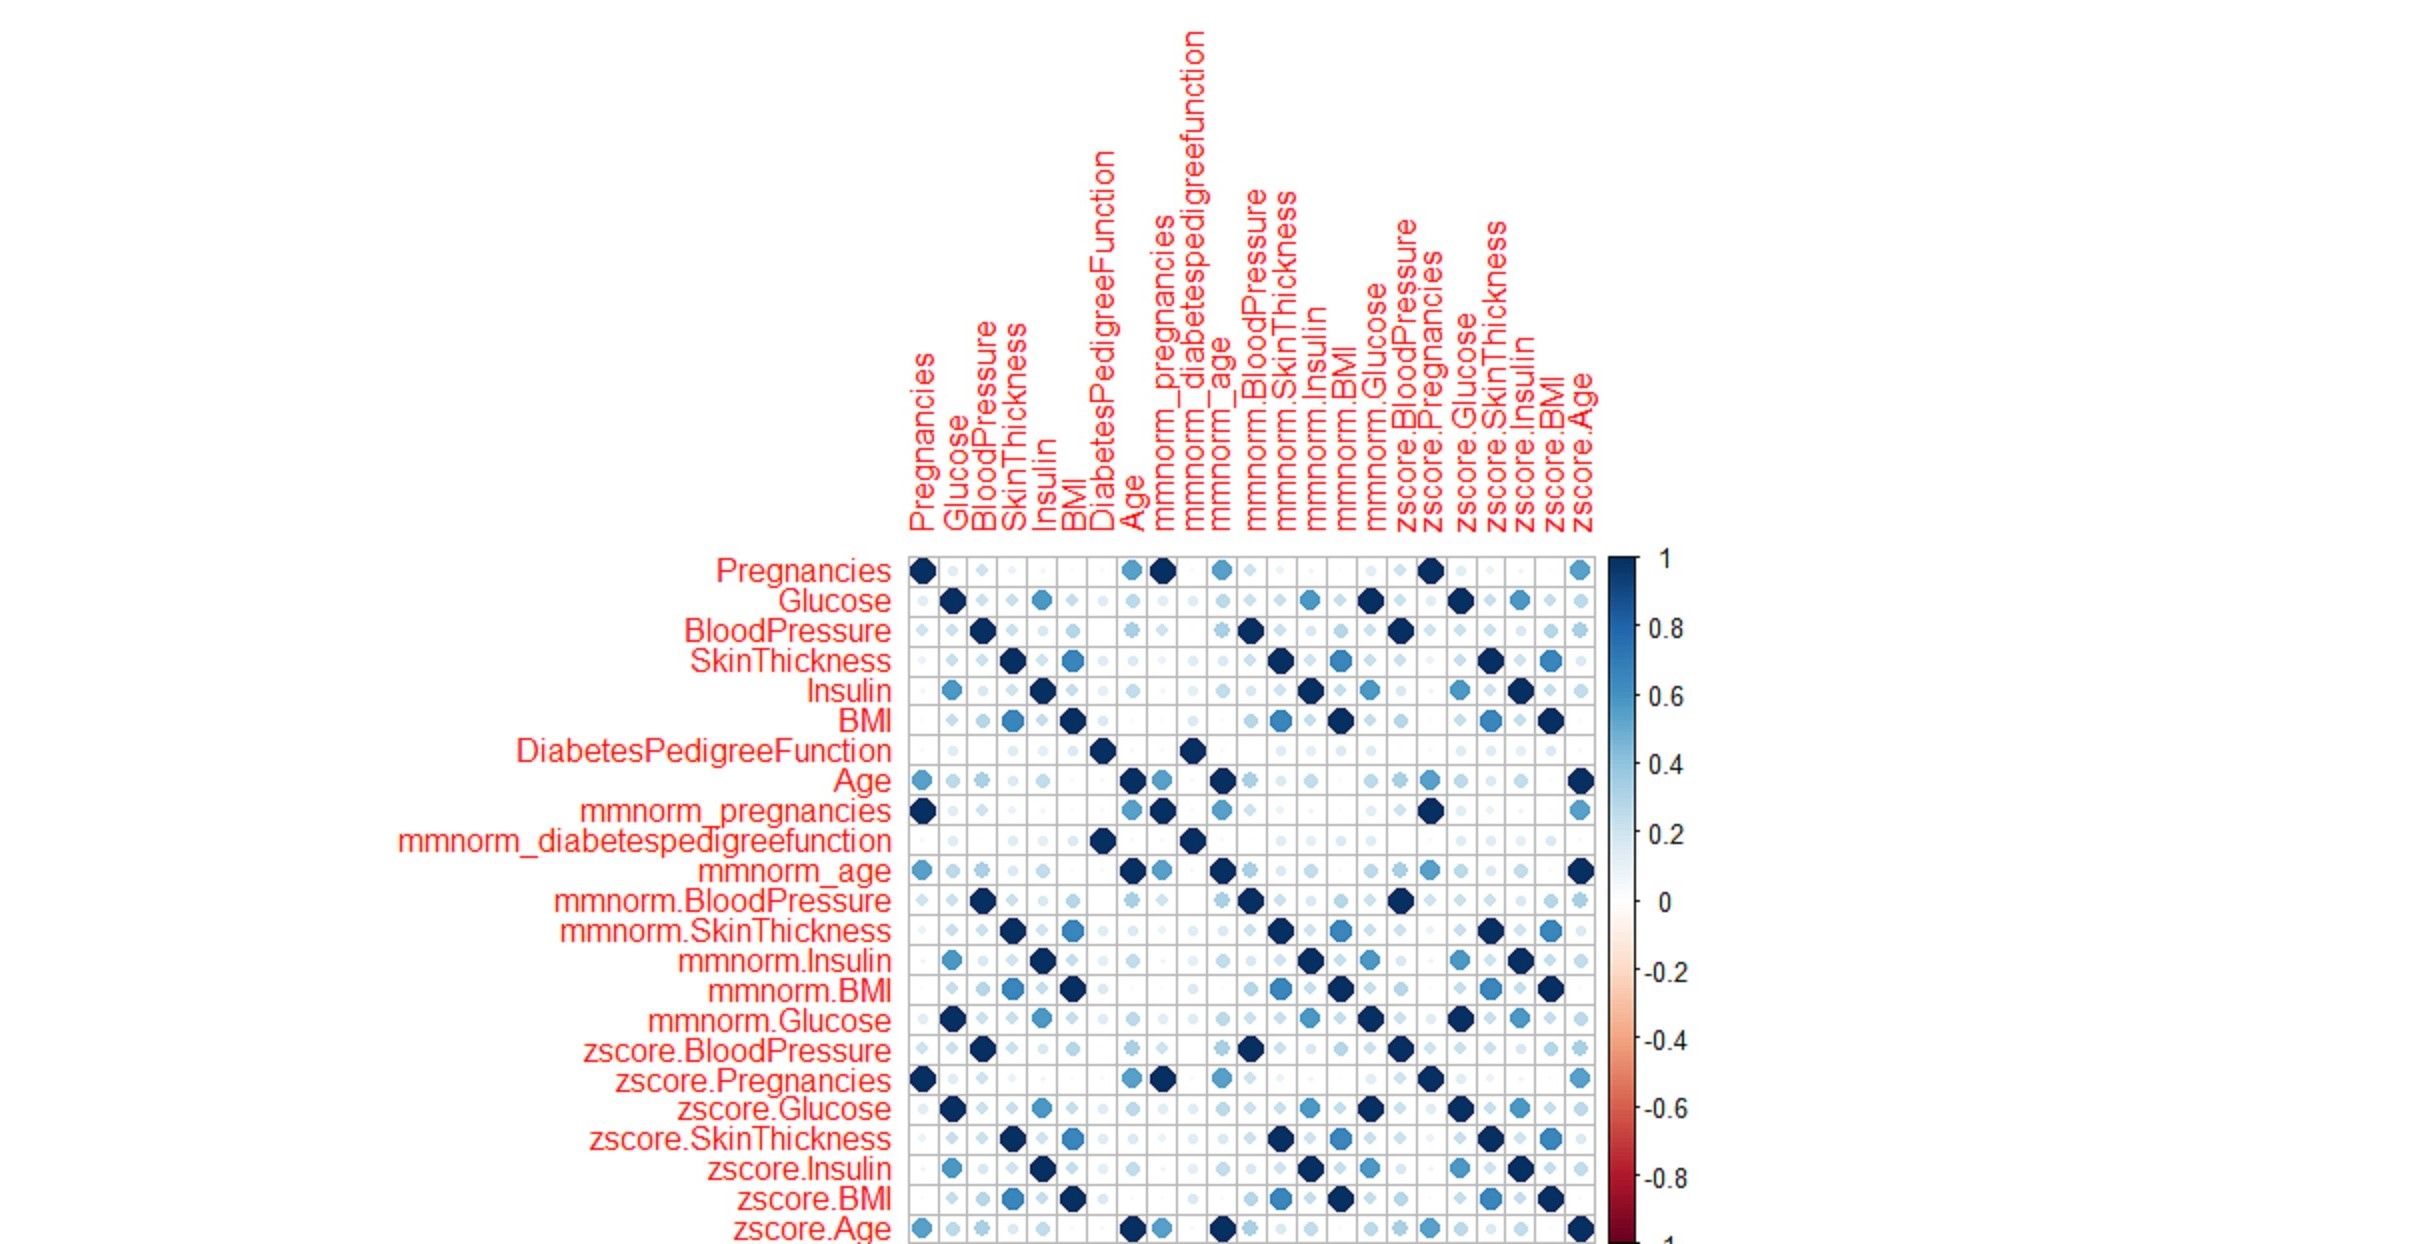 Pregnancies
Glucose
BloodPressure
SkinThickness
Insulin
BMI
DiabetesPedigreeFunction
Age
mmnorm_pregnancies
mmnorm_diabetespedigreefunction
mmnorm_age
mmnorm.BloodPressure
mmnorm.SkinThickness
mmnorm.Insulin
mmnorm.BMI
mmnorm.Glucose
zscore.BloodPressure
zscore.Pregnancies
zscore.Glucose
zscore.SkinThickness
zscore.Insulin
zscore.BMI
zscore.Age
Pregnancies
Glucose
BloodPressure
SkinThickness
Insulin
BMI
DiabetesPedigreeFunction
Age
mmnorm_pregnancies
mmnorm_diabetespedigreefunction
mmnorm_age
mmnorm.BloodPressure
mmnorm.SkinThickness
mmnorm.Insulin
mmnorm.BMI
mmnorm.Glucose
zscore.BloodPressure
zscore.Pregnancies
zscore.Glucose
zscore.SkinThickness
zscore.Insulin
zscore.BMI
zscore.Age
1
0.8
0.6
0.4
0.2
0
-0.2
-0.4
-0.6
-0.8